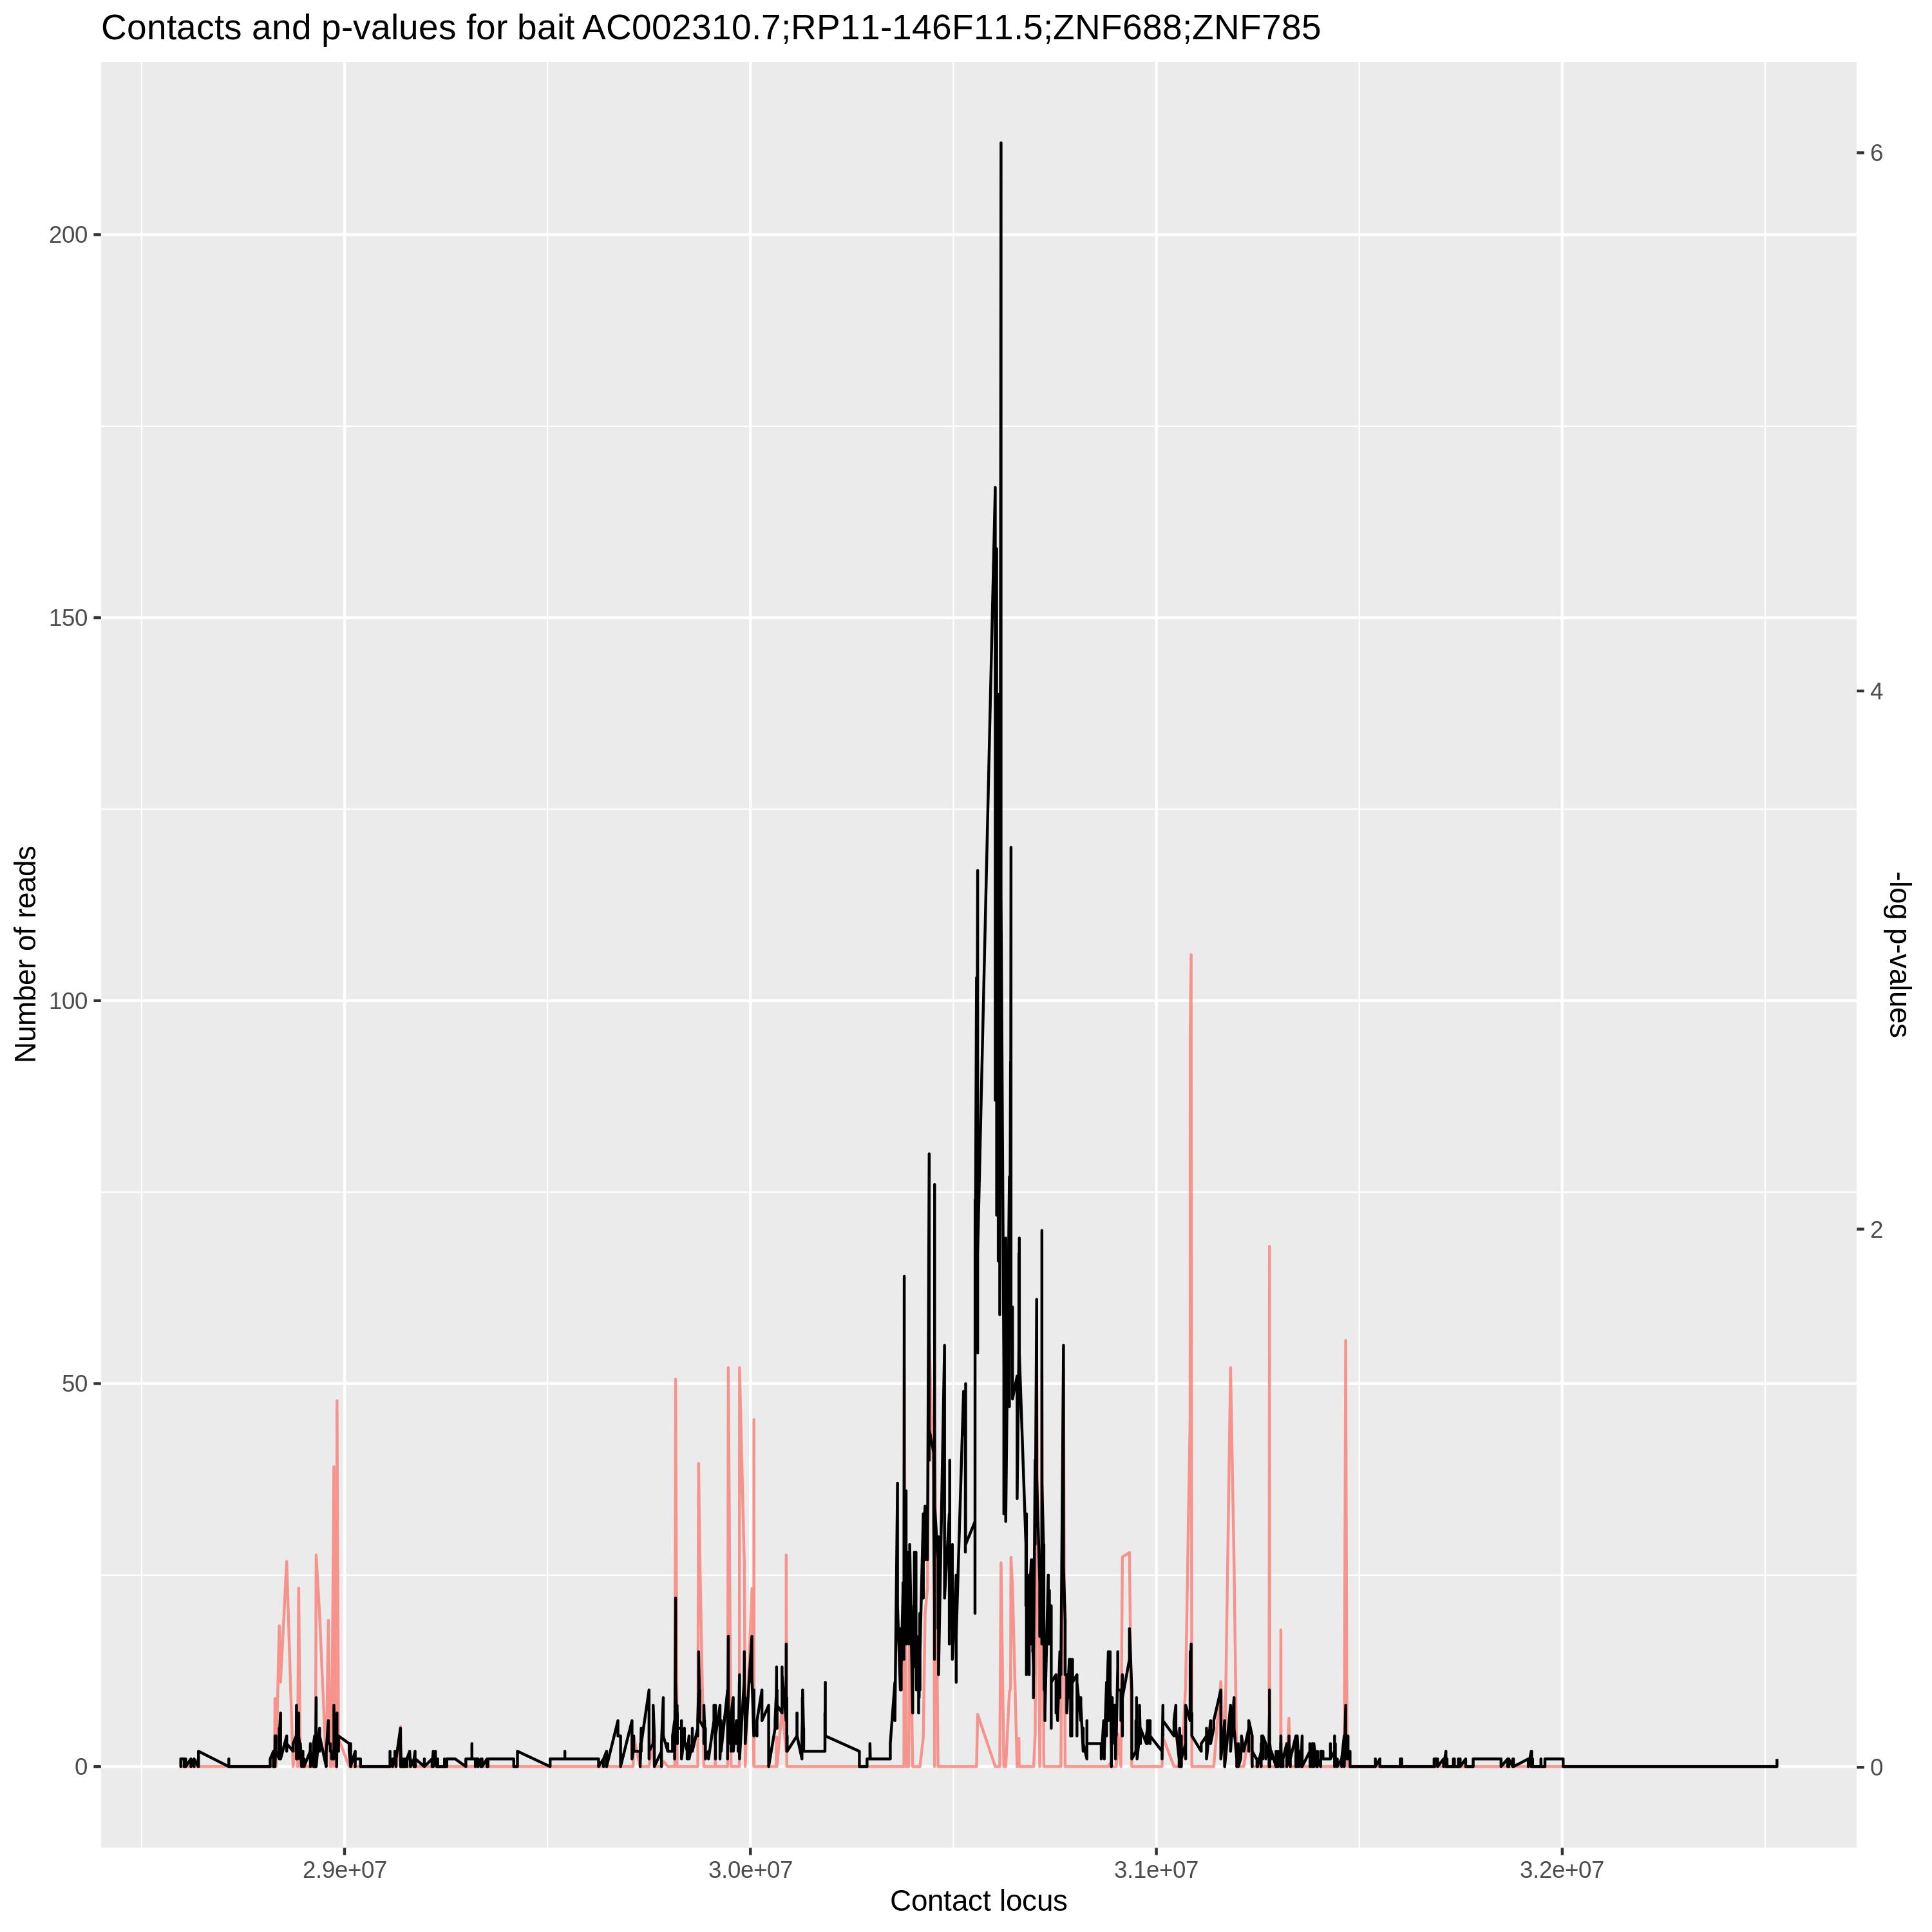 Contacts and p-values for bait AC002310.7;RP11-146F11.5;ZNF688;ZNF785
200
150
100
50
0
Number of reads
6
4
2
0
-log p-values
2.9e+07
3.0e+07
3.1e+07
3.2e+07
Contact locus